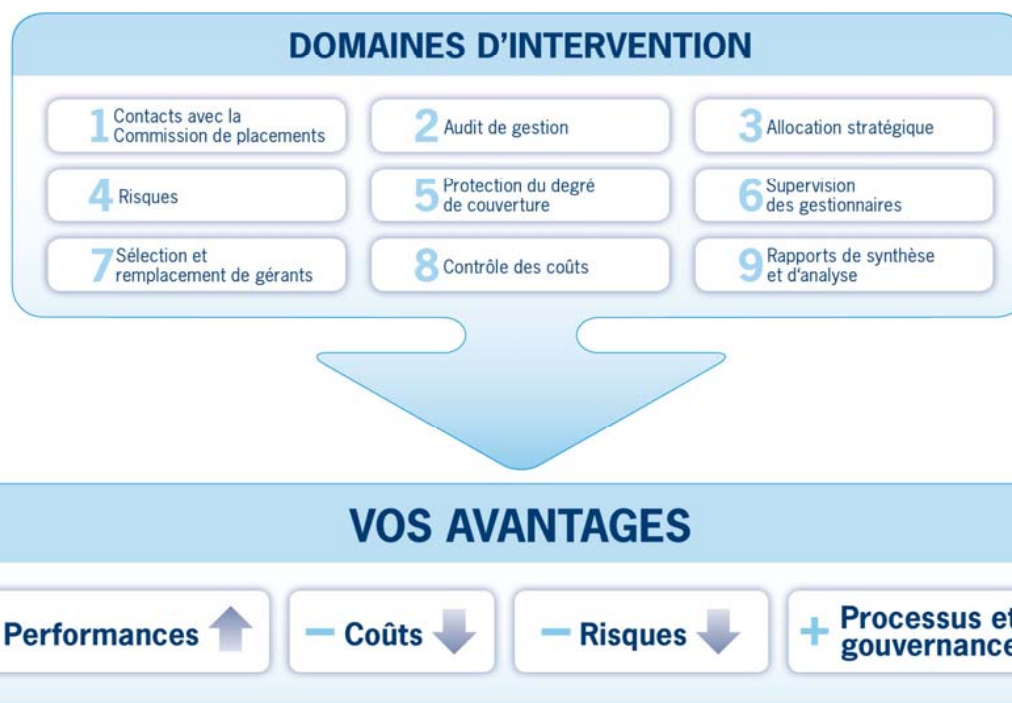 DOMAINES D'INTERVENTION
1 Contacts avec la
Commission de placements
2 Audit de gestion
3 Allocation stratégique
4 Risques
5 Protection du degré
de couverture
6 Supervision
des gestionnaires
7 Sélection et
remplacement de gérants
8 Contrôle des coûts
9 Rapports de synthèse
et d'analyse
VOS AVANTAGES
Performances
– Coûts
– Risques
+ Processus et
gouvernance